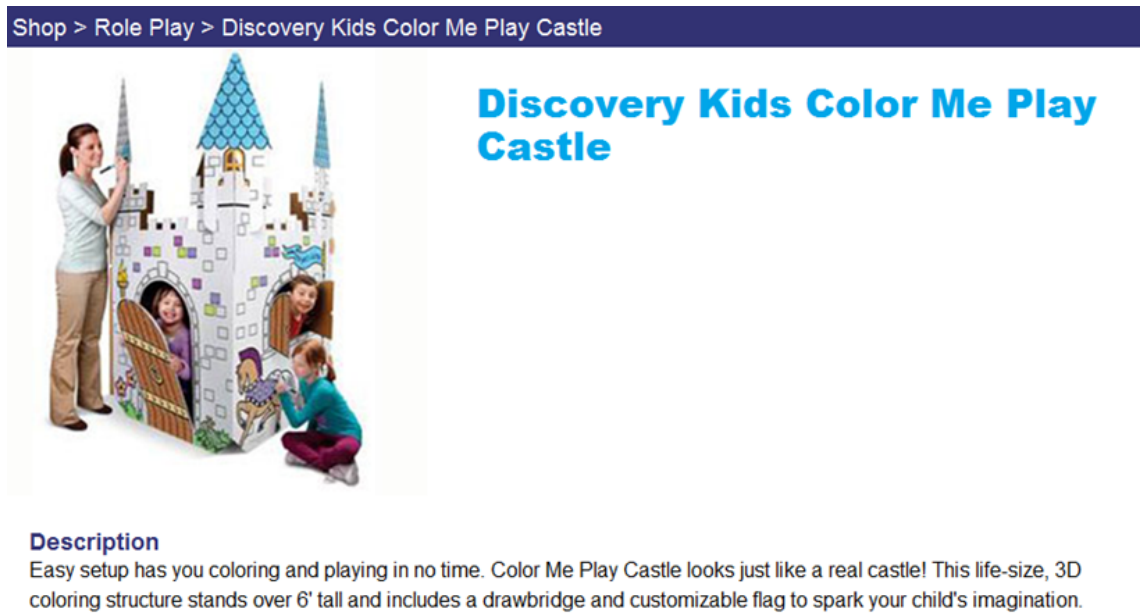 Shop > Role Play > Discovery Kids Color Me Play Castle
Discovery Kids Color Me Play
Castle
Description
Easy setup has you coloring and playing in no time. Color Me Play Castle looks just like a real castle! This life-size, 3D
coloring structure stands over 6' tall and includes a drawbridge and customizable flag to spark your child's imagination.